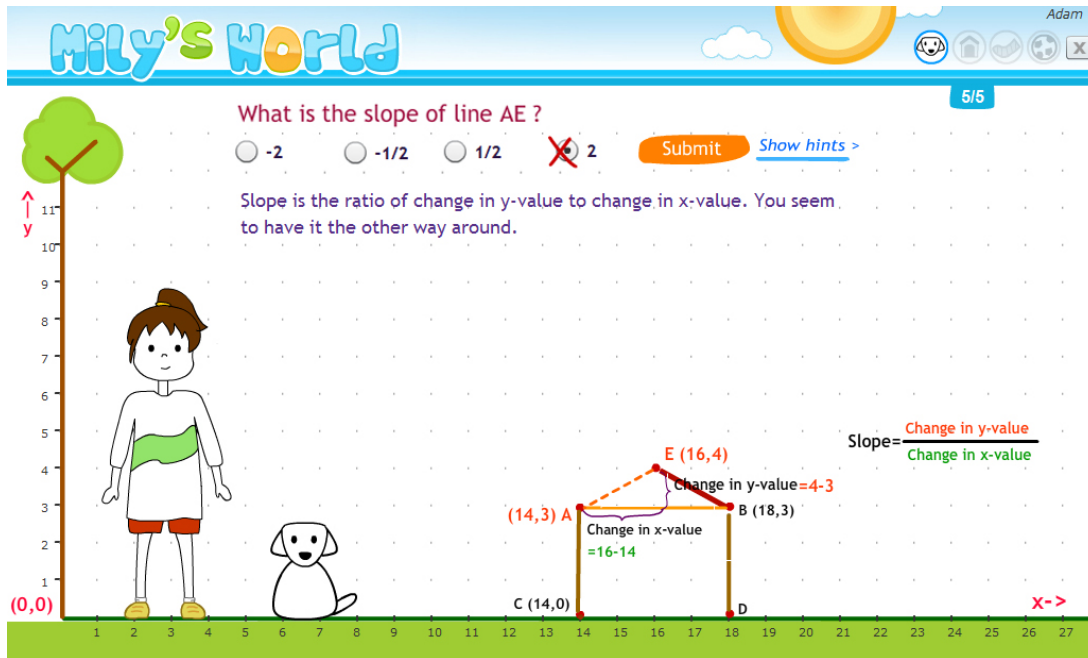 Adam
Mily's World
X
5/5
What is the slope of line AE ?
-2
-1/2
1/2
2
Submit
Show hints >
Slope is the ratio of change in y-value to change in x-value. You seem
to have it the other way around.
y
11
10
9
8
7
6
5
4
3
2
1
(0,0)
Slope=
Change in y-value
Change in x-value
E (16,4)
Change in y-value=4-3
(14,3) A
B (18,3)
Change in x-value
=16-14
C (14,0)
D
x->
1 2 3 4 5 6 7 8 9 10 11 12 13 14 15 16 17 18 19 20 21 22 23 24 25 26 27